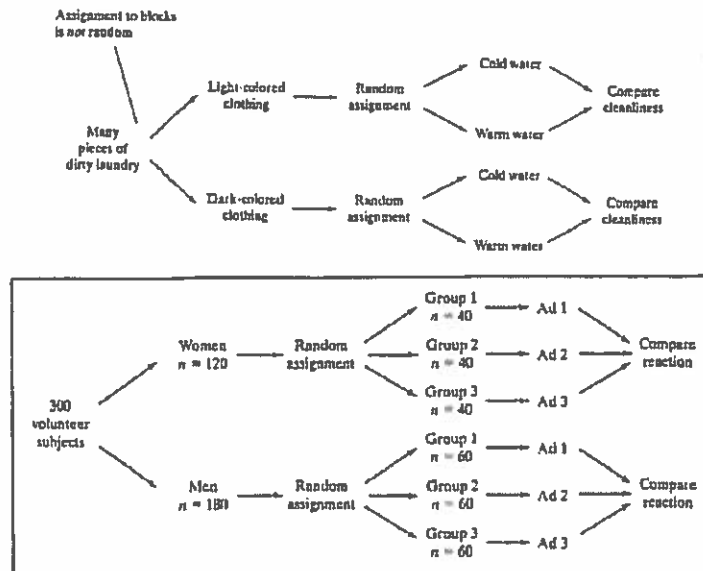 Assignment to blocks
is not random
Many
pieces of
dirty laundry
Light-colored
clothing
Random
assignment
Cold water
Warm water
Compare
cleanliness
Dark-colored
clothing
Random
assignment
Cold water
Warm water
Compare
cleanliness
300
volunteer
subjects
Women
n = 120
Random
assignment
Group 1
n = 40
Ad 1
Group 2
n = 40
Ad 2
Group 3
n = 40
Ad 3
Compare
reaction
Men
n = 180
Random
assignment
Group 1
n = 60
Ad 1
Group 2
n = 60
Ad 2
Group 3
n = 60
Ad 3
Compare
reaction